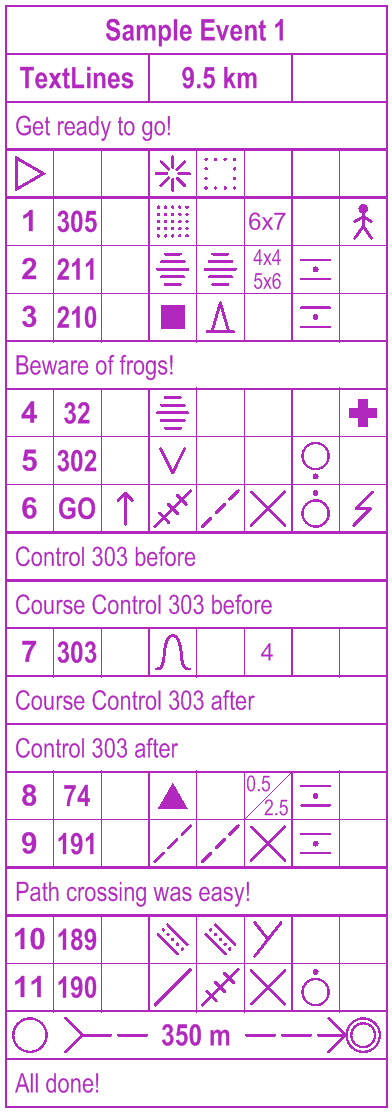 Sample Event 1
TextLines 9.5 km
Get ready to go!
1 305 6x7
2 211 4x4
5x6
3 210
Beware of frogs!
4 32
5 302
6 GO
Control 303 before
Course Control 303 before
7 303 4
Course Control 303 after
Control 303 after
8 74 0.5
2.5
9 191
Path crossing was easy!
10 189
11 190
350 m
All done!